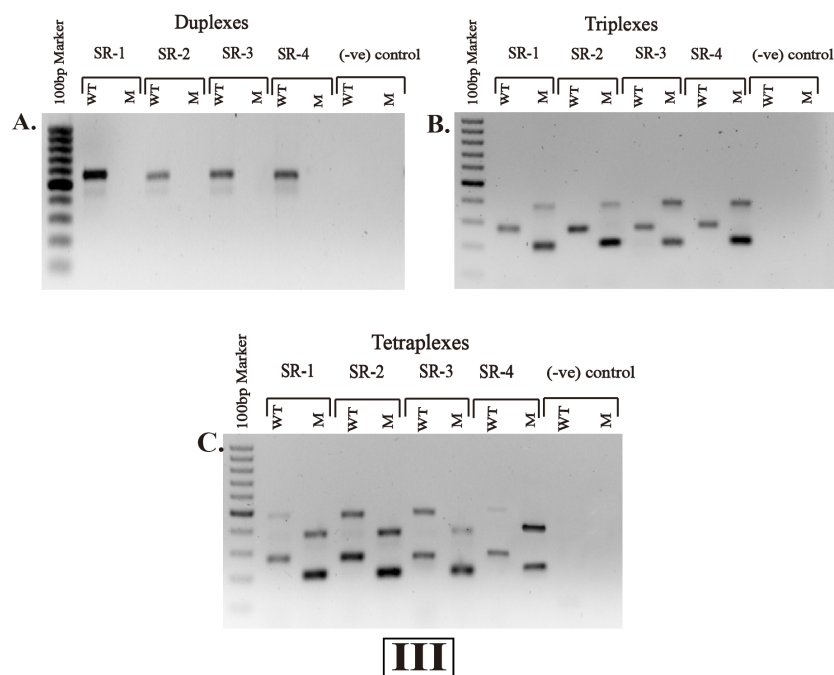 Duplexes
100bp Marker
SR-1 SR-2 SR-3 SR-4 (-ve) control
WT M WT M WT M WT M WT M
A.
Triplexes
100bp Marker
SR-1 SR-2 SR-3 SR-4 (-ve) control
WT M WT M WT M WT M WT M
B.
Tetraplexes
100bp Marker
SR-1 SR-2 SR-3 SR-4 (-ve) control
WT M WT M WT M WT M WT M
C.
III